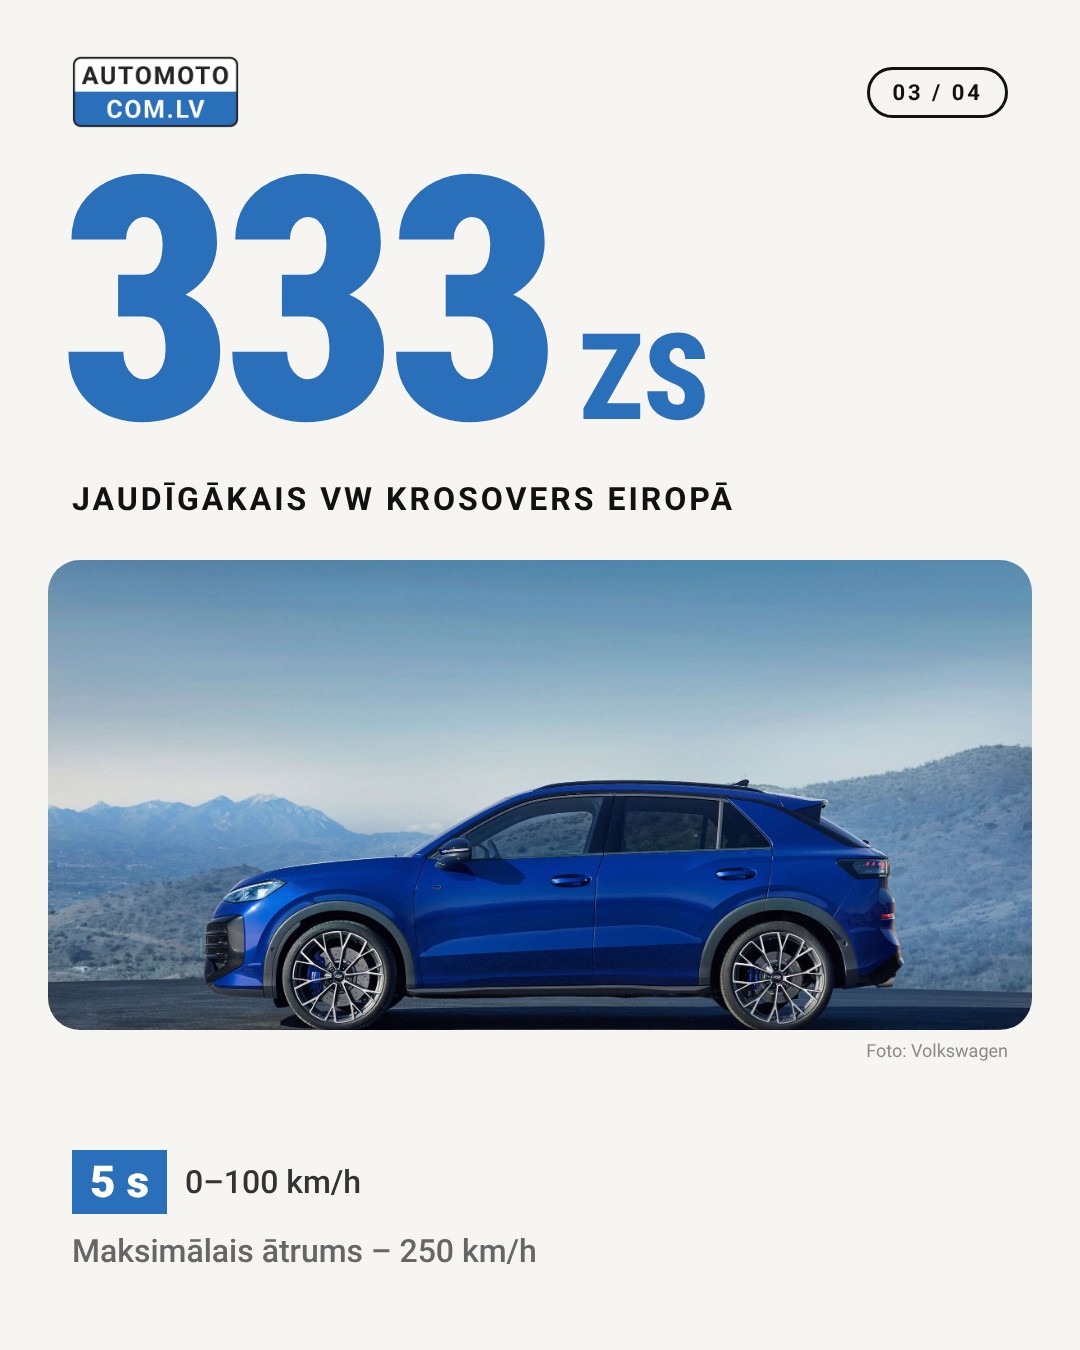 AUTOMOTO
COM.LV
03 / 04
333 ZS
JAUDĪGĀKAIS VW KROSOVERS EIROPĀ
Foto: Volkswagen
5 s 0–100 km/h
Maksimālais ātrums – 250 km/h